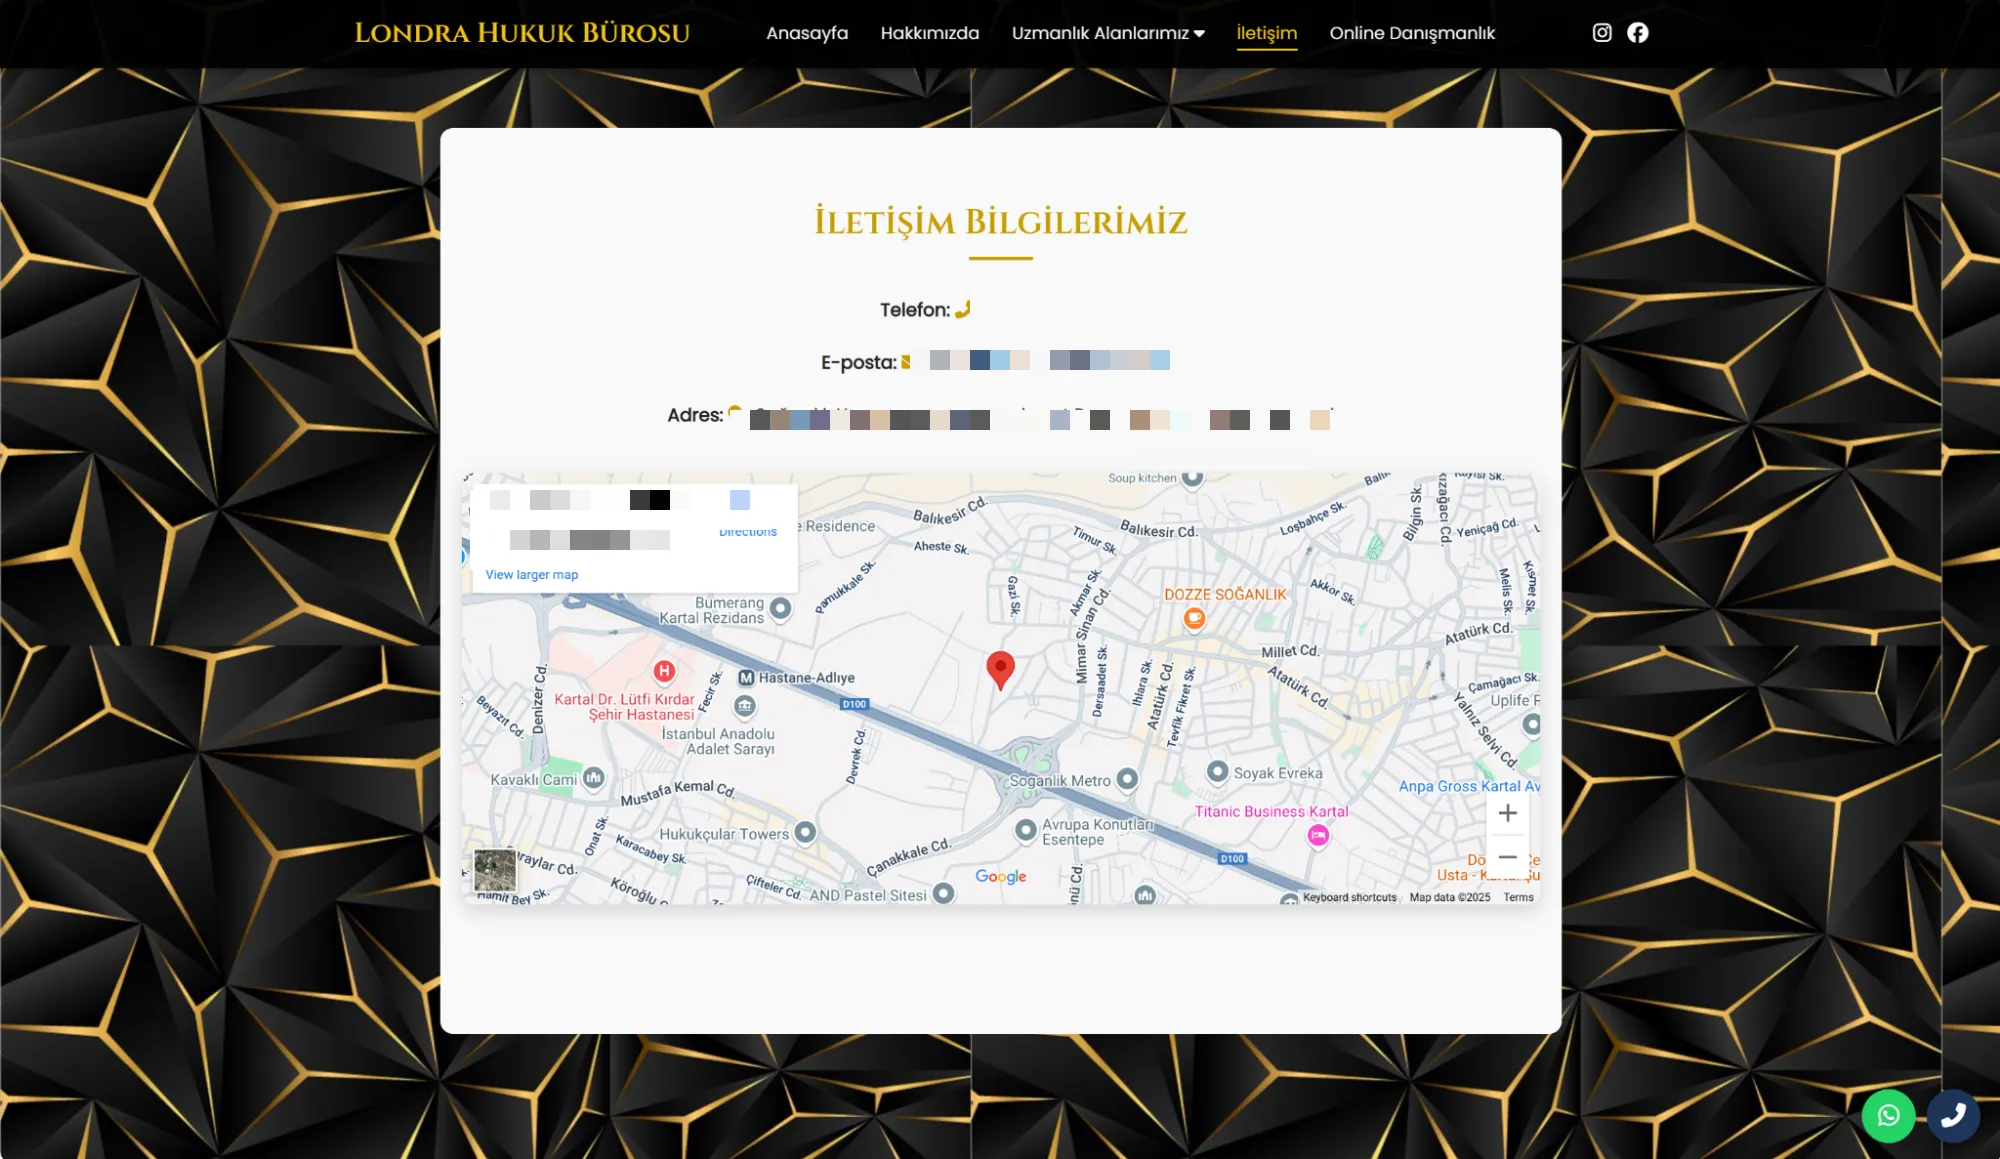 LONDRA HUKUK BÜROSU
Anasayfa
Hakkımızda
Uzmanlık Alanlarımız
İletişim
Online Danışmanlık
İLETİŞİM BİLGİLERİMİZ
Telefon:
E-posta:
Adres:
Directions
View larger map
e Residence
Soup kitchen
Balıkesir Cd.
Balıkesir Cd.
Aheste Sk.
Timur Sk.
Loşbahçe Sk.
Bilgin Sk.
Yeniçağ Cd.
Pamukkale Sk.
Gazi Sk.
Akmar Sk.
Mimar Sinan Cd.
Akkor Sk.
Melis Sk.
Kısmet Sk.
DOZZE SOĞANLIK
Bumerang
Kartal Rezidans
Atatürk Cd.
Millet Cd.
Atatürk Cd.
Hastane-Adliye
Kartal Dr. Lütfi Kırdar
Şehir Hastanesi
Fecir Sk.
Denizer Cd.
Beyazıt Cd.
D100
İstanbul Anadolu
Adalet Sarayı
Devrek Cd.
Dersaadet Sk.
Ihlara Sk.
Atatürk Cd.
Tevfik Fikret Sk.
Çamağacı Sk.
Uplife F
Yalnız Selvi Cd.
Kavaklı Cami
Soganlik Metro
Soyak Evreka
Anpa Gross Kartal Av
Mustafa Kemal Cd.
Titanic Business Kartal
Hukukçular Towers
Avrupa Konutları
Esentepe
Onat Sk.
Karacabey Sk.
Çanakkale Cd.
D100
Saraylar Cd.
Köroğlu C
Çifteler Cd.
AND Pastel Sitesi
Google
Hamit Bey Sk.
Keyboard shortcuts
Map data ©2025
Terms